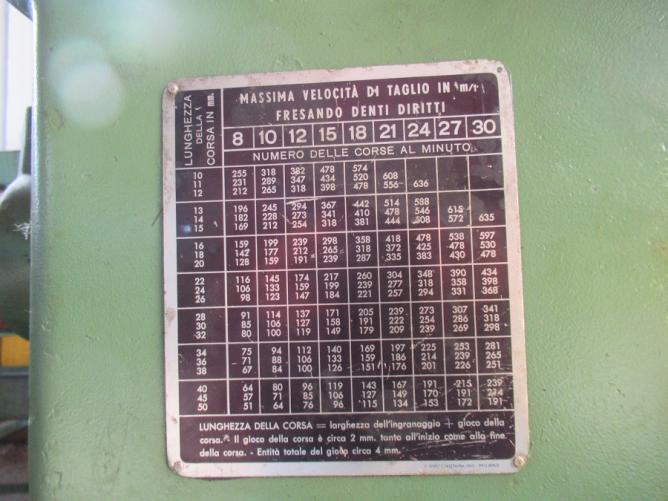 MASSIMA VELOCITÀ DI TAGLIO IN m/1'
FRESANDO DENTI DIRITTI
LUNGHEZZA
DELLA
CORSA IN mm.
8 10 12 15 18 21 24 27 30
NUMERO DELLE CORSE AL MINUTO
10 255 318 382 478 574
11 231 289 347 434 520 608
12 212 265 318 398 478 556 636
13 196 245 294 367 442 514 588
14 182 228 273 341 410 478 546 615
15 169 212 254 318 381 444 508 572 635
16 159 199 239 298 358 418 478 538 597
18 142 177 212 265 318 372 425 478 530
20 128 159 191 239 287 335 383 430 478
22 116 145 174 217 260 304 348 390 434
24 106 133 159 199 239 277 318 358 398
26 98 123 147 184 221 257 294 331 368
28 91 114 137 171 205 239 273 307 341
30 85 106 127 158 191 222 254 286 318
32 80 100 119 149 179 209 239 269 298
34 75 94 112 140 169 197 225 253 281
36 71 88 106 133 159 186 214 239 265
38 67 84 100 126 151 176 201 226 251
40 64 80 96 119 143 167 191 215 239
45 57 71 85 106 127 149 170 191 214
50 51 64 76 96 115 134 153 172 191
LUNGHEZZA DELLA CORSA = larghezza dell'ingranaggio + gioco della
corsa. Il gioco della corsa è circa 2 mm. tanto all'inizio come alla fine
della corsa. - Entità totale del gioco circa 4 mm.